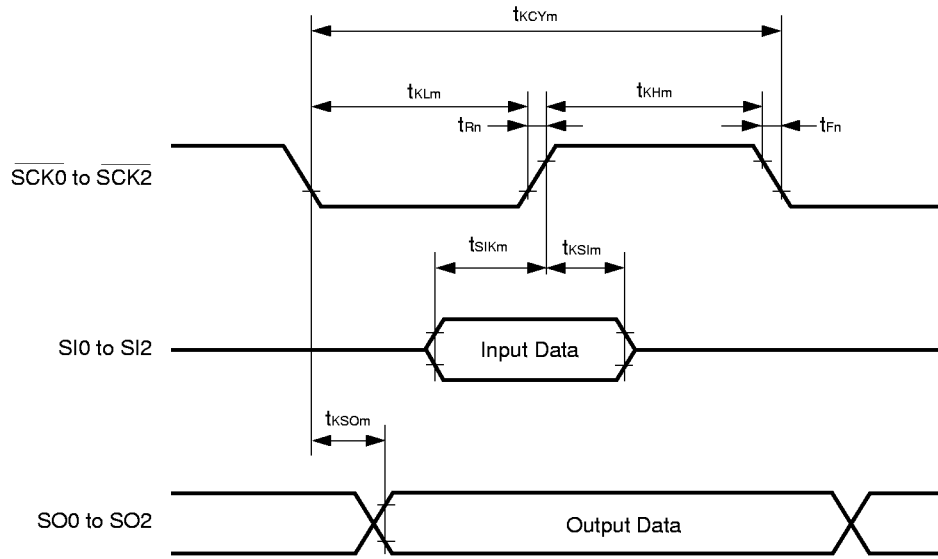 tKCYm
tKLm
tKHm
tRn
tFn
SCK0 to SCK2
tSIKm
tKSIm
SI0 to SI2
Input Data
tKSOm
SO0 to SO2
Output Data